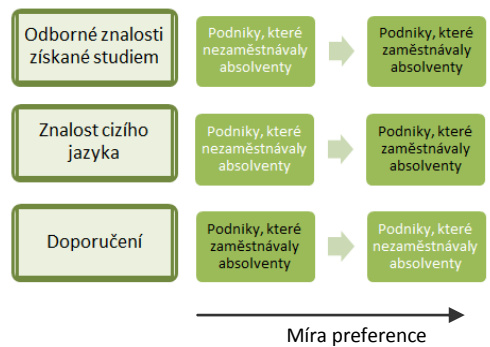 Odborné znalosti
získané studiem
Podniky, které
nezaměstnávaly
absolventy
Podniky, které
zaměstnávaly
absolventy
Znalost cizího
jazyka
Podniky, které
nezaměstnávaly
absolventy
Podniky, které
zaměstnávaly
absolventy
Doporučení
Podniky, které
zaměstnávaly
absolventy
Podniky, které
nezaměstnávaly
absolventy
Míra preference